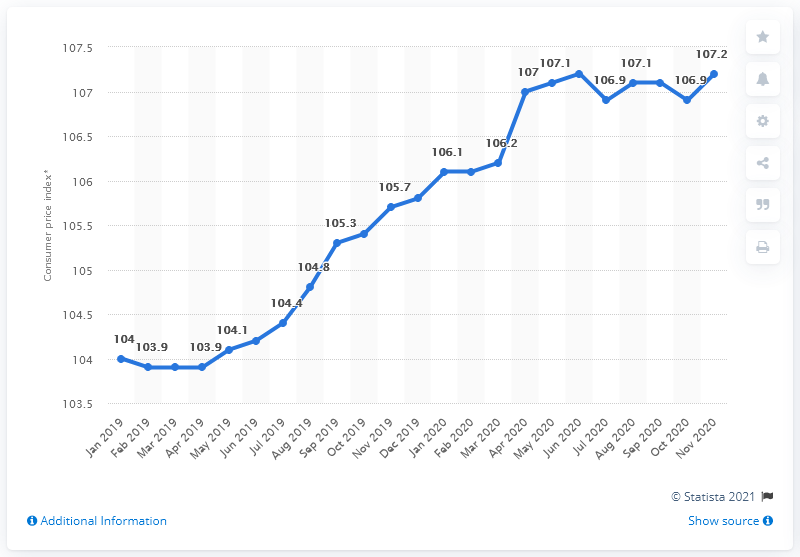 107.5
107
106.5
106
105.5
105
104.5
104
103.5
Consumer price index*
104
103.9
103.9
104.1
104.4
104.8
105.3
105.7
106.1
106.2
107
107.1
106.9
107.1
106.9
107.2
Jan 2019
Feb 2019
Mar 2019
Apr 2019
May 2019
Jun 2019
Jul 2019
Aug 2019
Sep 2019
Oct 2019
Nov 2019
Dec 2019
Jan 2020
Feb 2020
Mar 2020
Apr 2020
May 2020
Jun 2020
Jul 2020
Aug 2020
Sep 2020
Oct 2020
Nov 2020
© Statista 2021
Additional Information
Show source